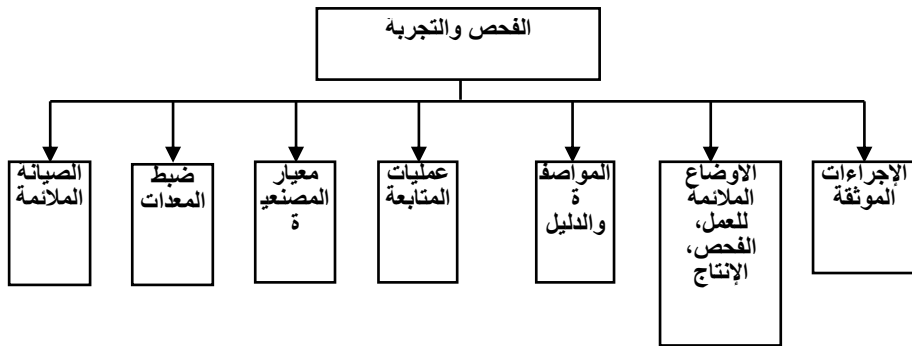 الفحص والتجربة
الإجراءات
الموثقة
الاوضاع
الملائمة
للعمل،
الفحص،
الإنتاج
المواصف
ة
والدليل
عمليات
المتابعة
معيار
المصنعي
ة
ضبط
المعدات
الصيانة
الملائمة